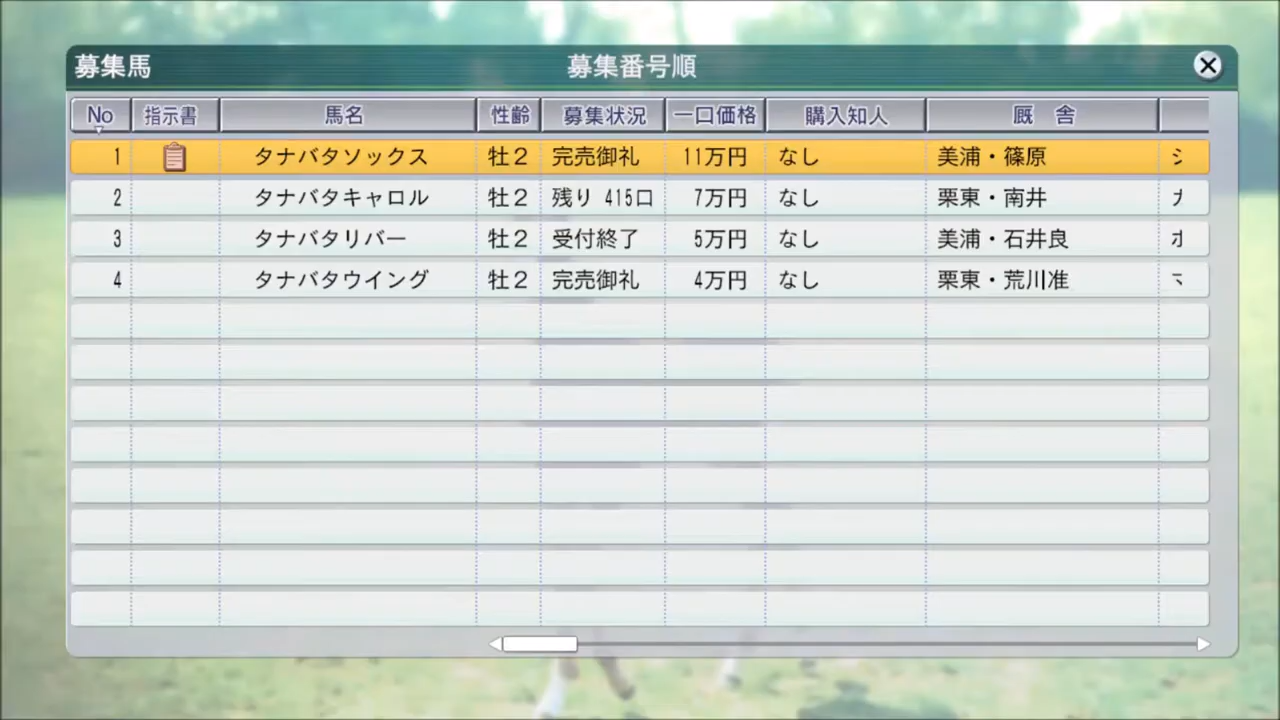 募集馬 募集番号順
No 指示書 馬名 性齢 募集状況 一口価格 購入知人 厩 舎
1 タナバタソックス 牡2 完売御礼 11万円 なし 美浦・篠原
2 タナバタキャロル 牡2 残り 415口 7万円 なし 栗東・南井
3 タナバタリバー 牡2 受付終了 5万円 なし 美浦・石井良
4 タナバタウイング 牡2 完売御礼 4万円 なし 栗東・荒川准